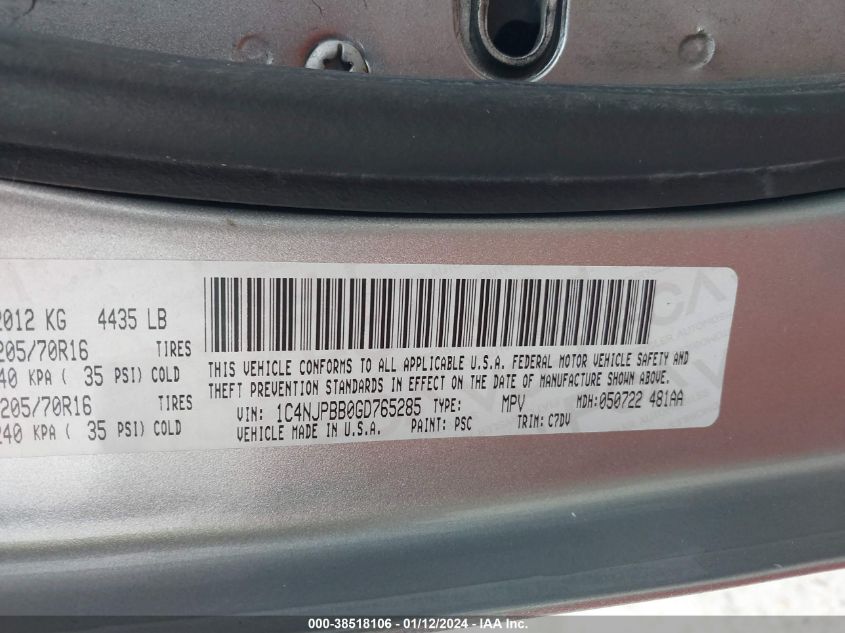 2012 KG 4435 LB
205/70R16 TIRES
240 KPA ( 35 PSI) COLD
205/70R16 TIRES
240 KPA ( 35 PSI) COLD
THIS VEHICLE CONFORMS TO ALL APPLICABLE U.S.A. FEDERAL MOTOR VEHICLE SAFETY AND
THEFT PREVENTION STANDARDS IN EFFECT ON THE DATE OF MANUFACTURE SHOWN ABOVE.
VIN: 1C4NJPBB0GD765285 TYPE: MPV MDH: 050722 481AA
VEHICLE MADE IN U.S.A. PAINT: PSC TRIM: C7DV
000-38518106 - 01/12/2024 - IAA Inc.